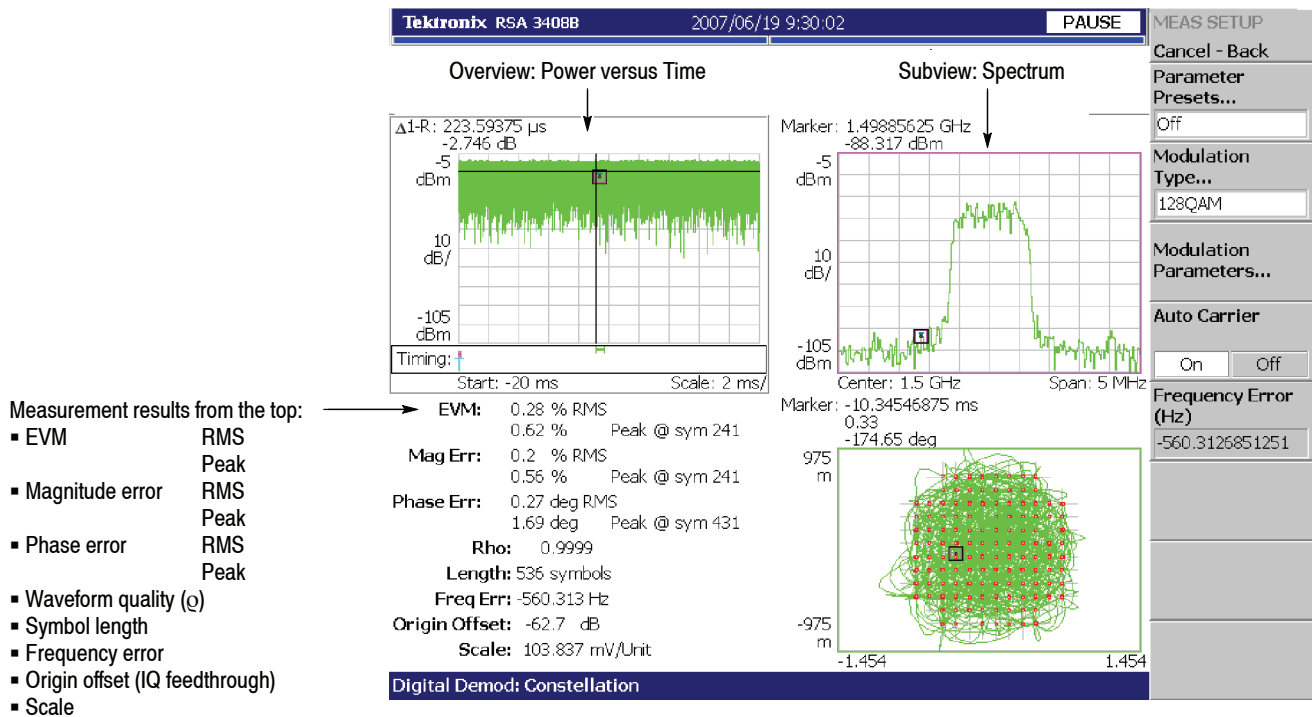 Tektronix RSA 3408B 2007/06/19 9:30:02 PAUSE
Overview: Power versus Time
Subview: Spectrum
Δ1-R: 223.59375 µs
-2.746 dB
-5
dBm
10
dB/
-105
dBm
Timing:
Start: -20 ms Scale: 2 ms/
Marker: 1.49885625 GHz
-88.317 dBm
-5
dBm
10
dB/
-105
dBm
Center: 1.5 GHz Span: 5 MHz
Measurement results from the top:
▪ EVM RMS
Peak
▪ Magnitude error RMS
Peak
▪ Phase error RMS
Peak
▪ Waveform quality (ϱ)
▪ Symbol length
▪ Frequency error
▪ Origin offset (IQ feedthrough)
▪ Scale
EVM: 0.28 % RMS
0.62 % Peak @ sym 241
Mag Err: 0.2 % RMS
0.56 % Peak @ sym 241
Phase Err: 0.27 deg RMS
1.69 deg Peak @ sym 431
Rho: 0.9999
Length: 536 symbols
Freq Err: -560.313 Hz
Origin Offset: -62.7 dB
Scale: 103.837 mV/Unit
Marker: -10.34546875 ms
0.33
-174.65 deg
975
m
-975
m
-1.454 1.454
Digital Demod: Constellation
MEAS SETUP
Cancel - Back
Parameter
Presets...
Off
Modulation
Type...
128QAM
Modulation
Parameters...
Auto Carrier
On Off
Frequency Error
(Hz)
-560.3126851251